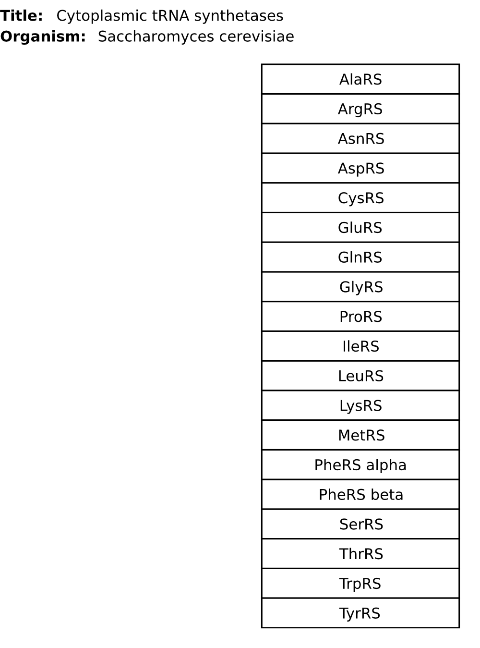 Title: Cytoplasmic tRNA synthetases
Organism: Saccharomyces cerevisiae
AlaRS
ArgRS
AsnRS
AspRS
CysRS
GluRS
GlnRS
GlyRS
ProRS
IleRS
LeuRS
LysRS
MetRS
PheRS alpha
PheRS beta
SerRS
ThrRS
TrpRS
TyrRS